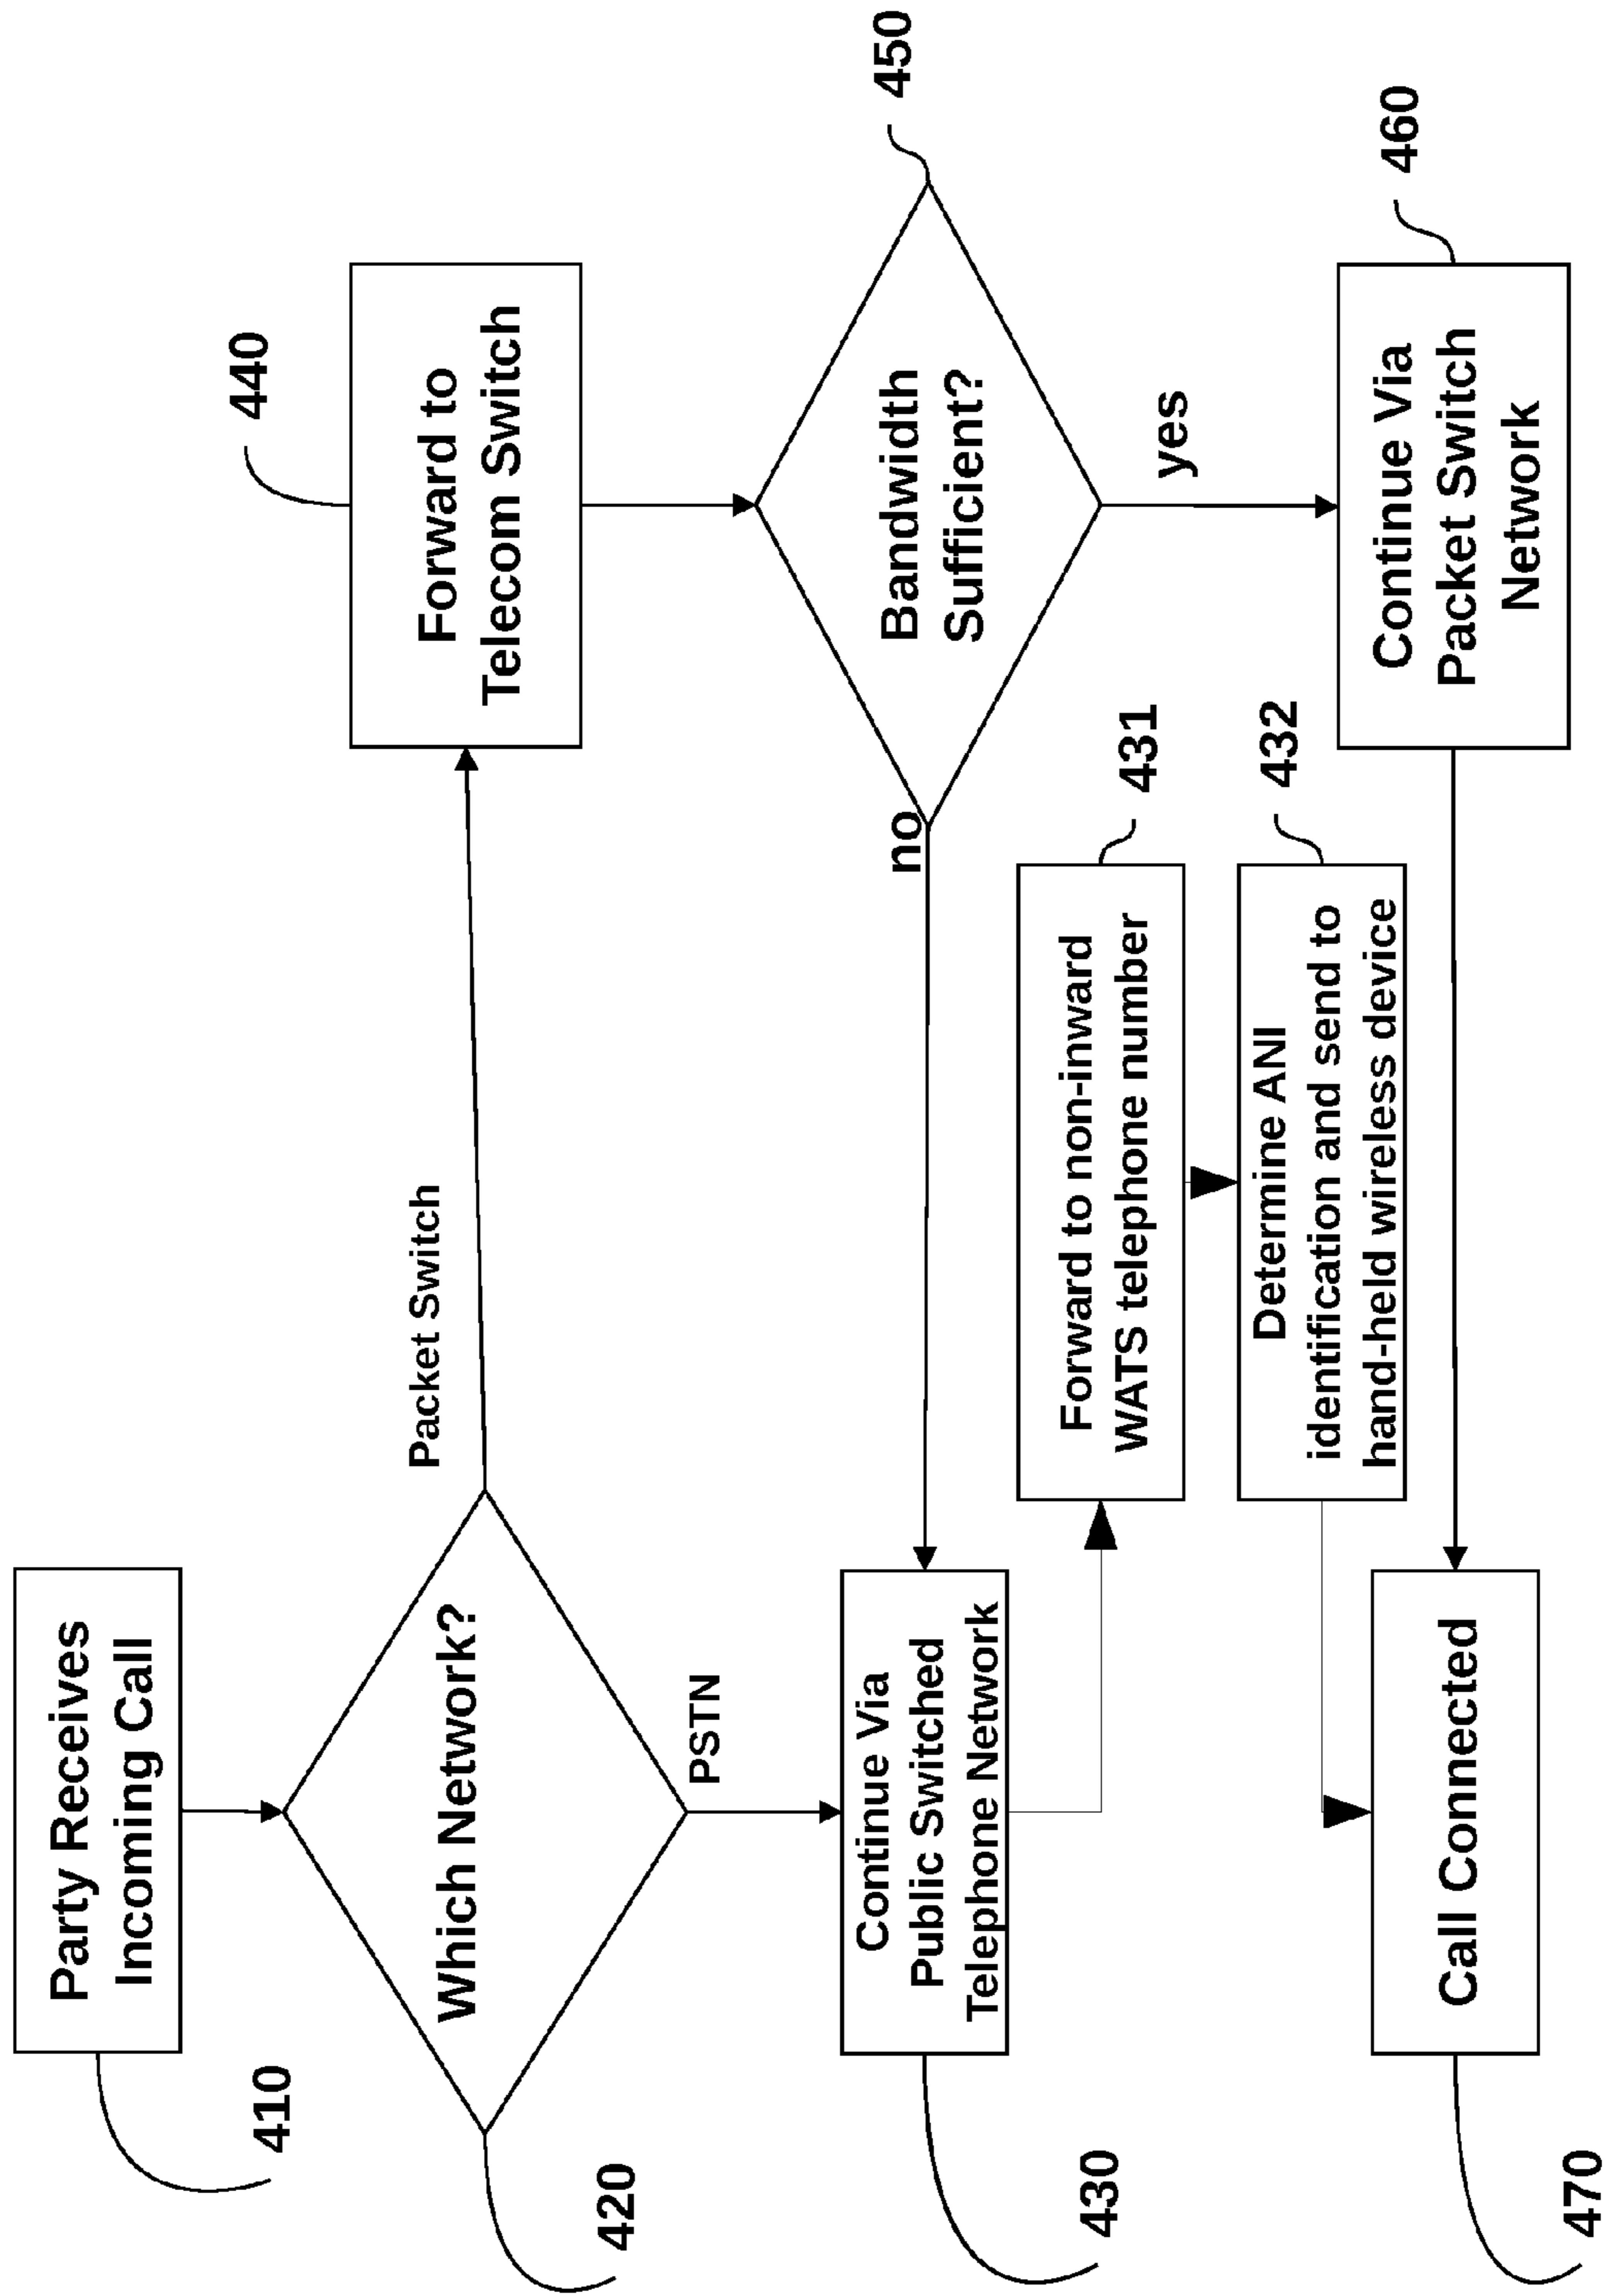 Party Receives
Incoming Call
410
Which Network?
420
Packet Switch
PSTN
Forward to
Telecom Switch
440
Bandwidth
Sufficient?
450
no
yes
Continue Via
Public Switched
Telephone Network
430
Forward to non-inward
WATS telephone number
431
Determine ANI
identification and send to
hand-held wireless device
432
Continue Via
Packet Switch
Network
460
Call Connected
470